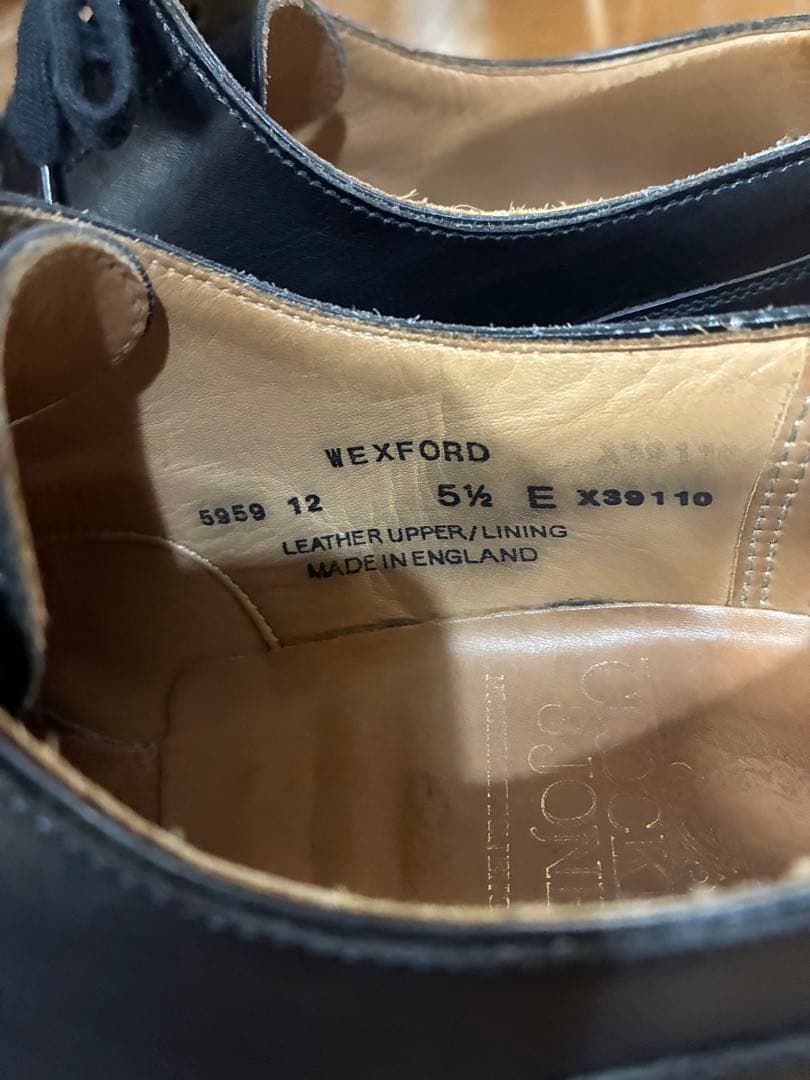 WEXFORD
5959 12 5½ E X39110
LEATHER UPPER/LINING
MADE IN ENGLAND